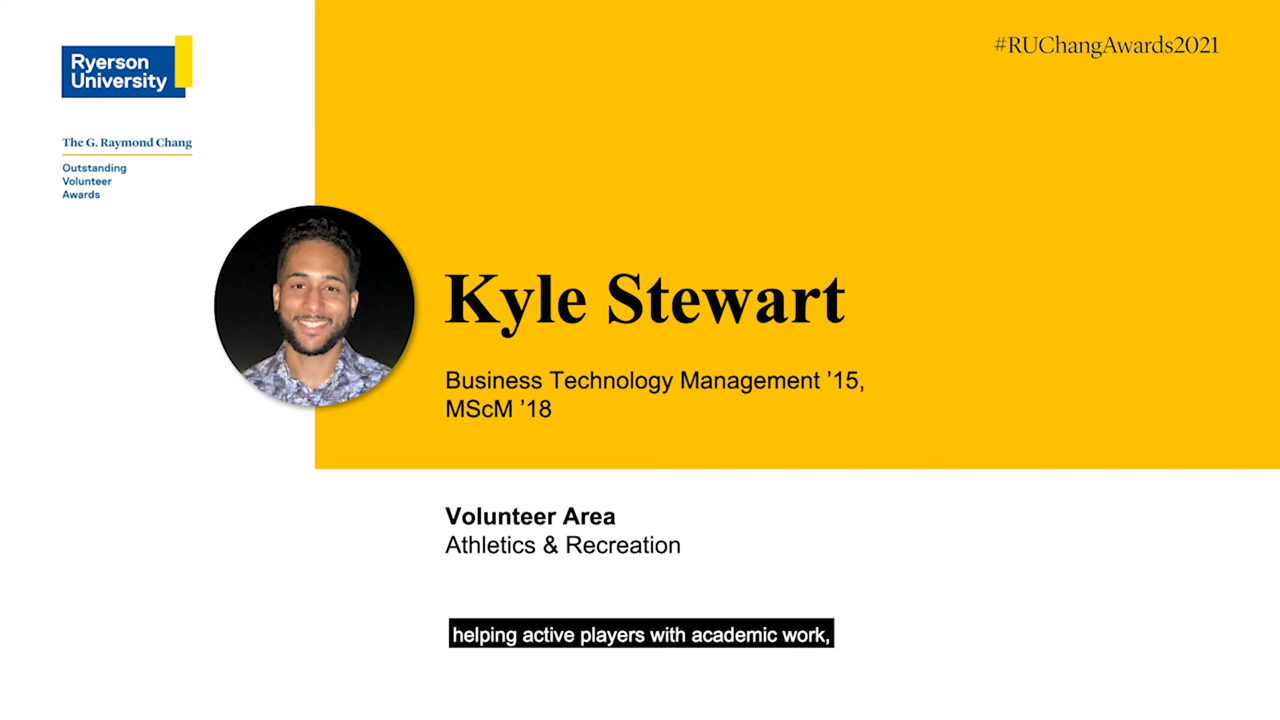 Ryerson
University
#RUChangAwards2021
The G. Raymond Chang
Outstanding
Volunteer
Awards
Kyle Stewart
Business Technology Management ’15,
MScM ’18
Volunteer Area
Athletics & Recreation
helping active players with academic work,